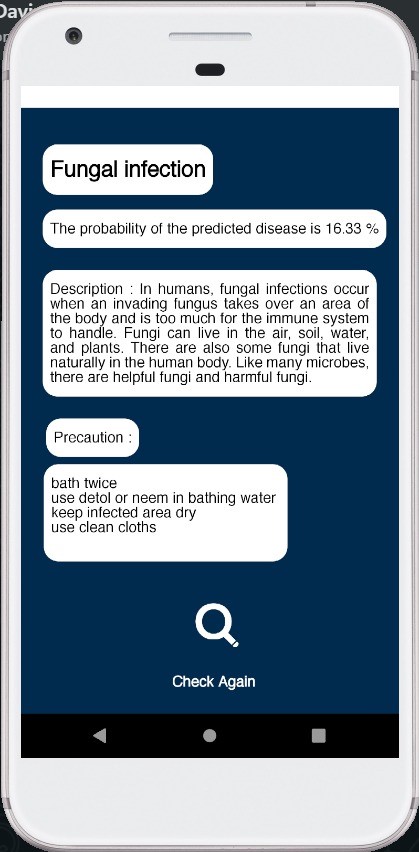 Davi
Fungal infection
The probability of the predicted disease is 16.33 %
Description : In humans, fungal infections occur
when an invading fungus takes over an area of
the body and is too much for the immune system
to handle. Fungi can live in the air, soil, water,
and plants. There are also some fungi that live
naturally in the human body. Like many microbes,
there are helpful fungi and harmful fungi.
Precaution :
bath twice
use detol or neem in bathing water
keep infected area dry
use clean cloths
Check Again